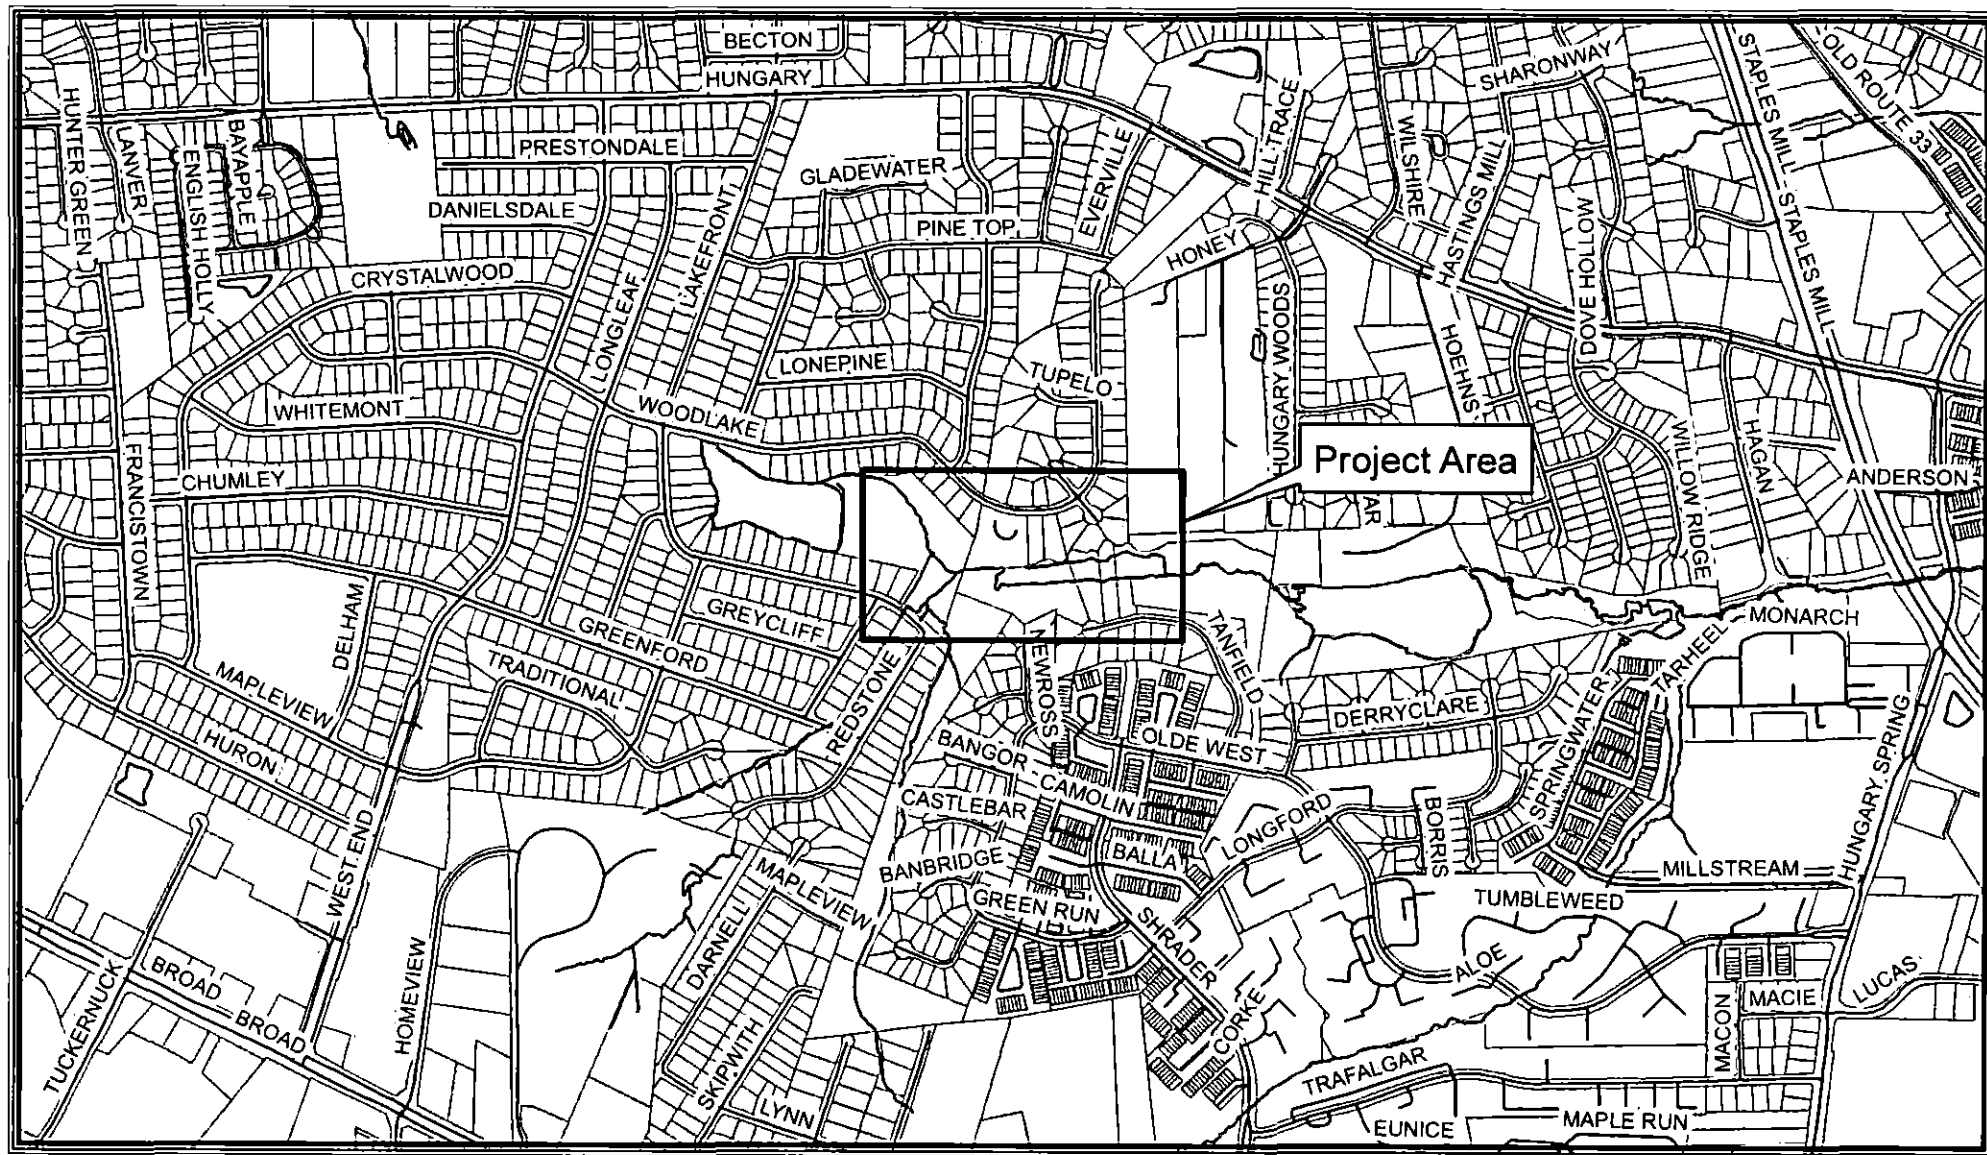 BECTON
HUNGARY
SHARONWAY
STAPLES MILL
OLD ROUTE 33
HUNTER GREEN
LANVER
ENGLISH HOLLY
BAYAPPLE
PRESTONDALE
GLADEWATER
EVERVILLE
HILL TRACE
WILSHIRE
HASTINGS MILL
STAPLES MILL
DANIELSDALE
LAKEFRONT
PINE TOP
HONEY
DOVE HOLLOW
CRYSTALWOOD
LONGLEAF
HUNGARY WOODS
HOEHNS
LONEPINE
TUPELO
WHITEMONT
WOODLAKE
Project Area
FRANCISTOWN
CHUMLEY
AR
WILLOW RIDGE
HAGAN
ANDERSON
DELHAM
GREYCLIFF
GREENFORD
NEWROSS
TANFIELD
TARHEEL
MONARCH
MAPLEVIEW
TRADITIONAL
REDSTONE
DERRYCLARE
SPRINGWATER
HURON
BANGOR
OLDE WEST
CAMOLIN
CASTLEBAR
LONGFORD
BORRIS
HUNGARY SPRING
BANBRIDGE
BALLA
MAPLEVIEW
MILLSTREAM
WEST END
GREEN RUN
TUMBLEWEED
DARNELL
SHRADER
HOMEVIEW
ALOE
TUCKERNUCK
BROAD
BROAD
CORKE
MACON
MACIE
LUCAS
SKIPWITH
TRAFALGAR
LYNN
EUNICE
MAPLE RUN